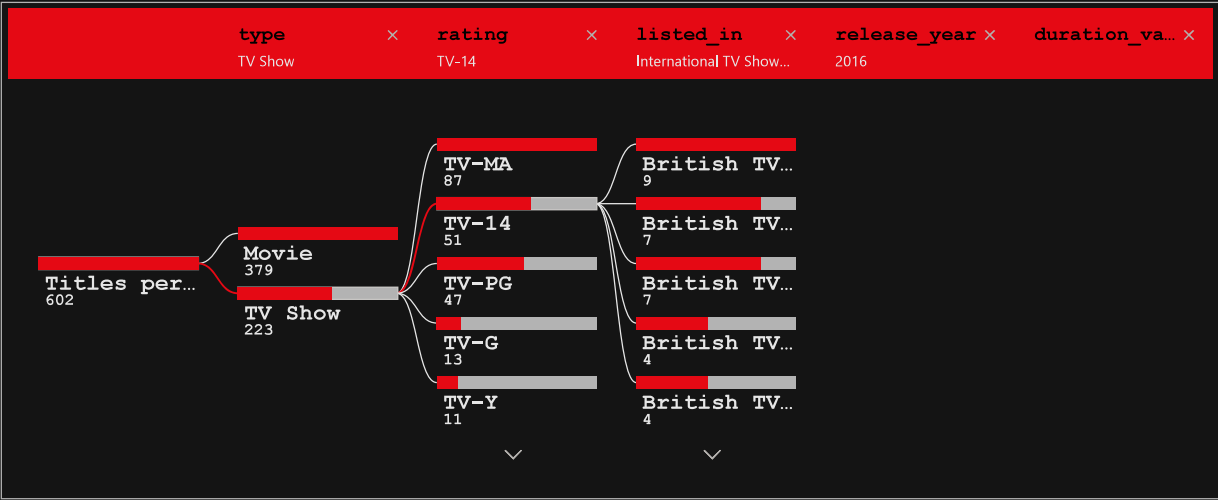 type × rating × listed_in × release_year × duration_va... ×
TV Show TV-14 International TV Show... 2016
Titles per...
602
Movie
379
TV Show
223
TV-MA
87
TV-14
51
TV-PG
47
TV-G
13
TV-Y
11
British TV...
9
British TV...
7
British TV...
7
British TV...
4
British TV...
4